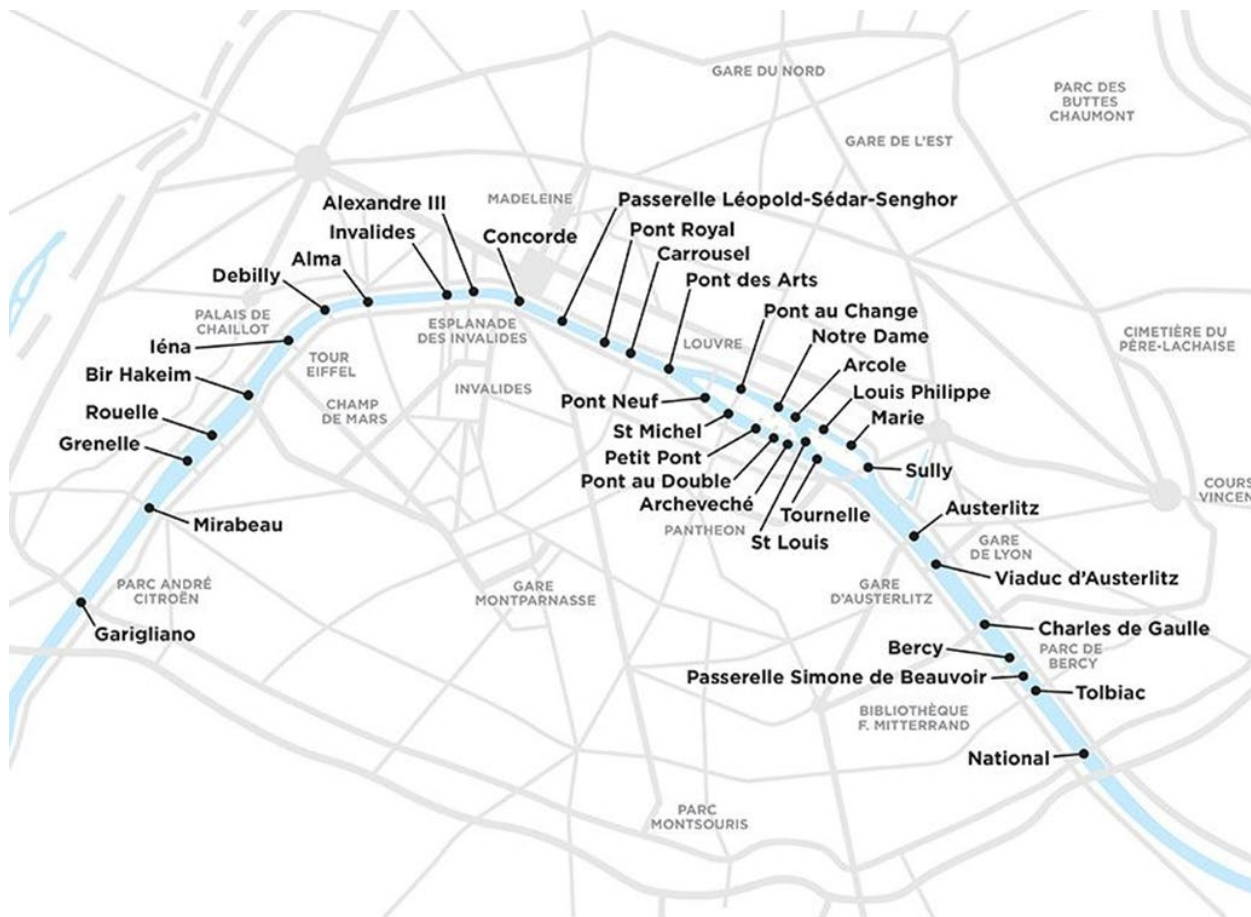 GARE DU NORD
PARC DES
BUTTES
CHAUMONT
GARE DE L'EST
MADELEINE
Passerelle Léopold-Sédar-Senghor
Alexandre III
Invalides
Concorde
Pont Royal
Carrousel
Alma
Debilly
Pont des Arts
PALAIS DE
CHAILLOT
ESPLANADE
DES INVALIDES
Pont au Change
LOUVRE
Notre Dame
CIMETIÈRE DU
PÈRE-LACHAISE
Iéna
TOUR
EIFFEL
Arcole
Bir Hakeim
INVALIDES
Louis Philippe
Pont Neuf
Marie
Rouelle
CHAMP
DE MARS
St Michel
Grenelle
Petit Pont
Sully
Pont au Double
COURS
VINCEN
Archeveché
Mirabeau
PANTHEON
Tournelle
Austerlitz
St Louis
GARE
DE LYON
PARC ANDRÉ
CITROËN
GARE
MONTPARNASSE
GARE
D'AUSTERLITZ
Viaduc d'Austerlitz
Garigliano
Charles de Gaulle
Bercy
PARC DE
BERCY
Passerelle Simone de Beauvoir
Tolbiac
BIBLIOTHÈQUE
F. MITTERRAND
National
PARC
MONTSOURIS